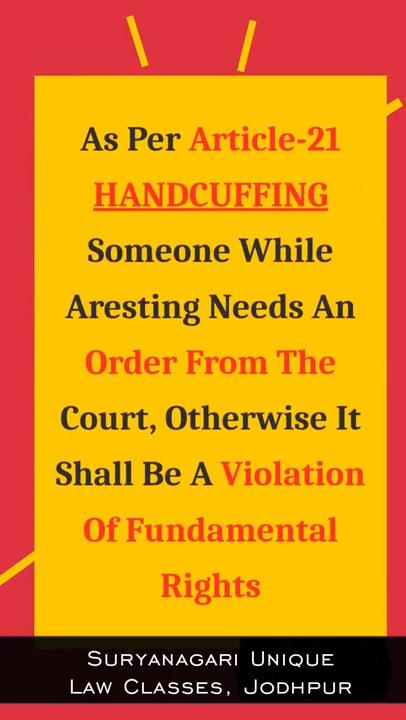 As Per Article-21
HANDCUFFING
Someone While
Aresting Needs An
Order From The
Court, Otherwise It
Shall Be A Violation
Of Fundamental
Rights
Suryanagari Unique
Law Classes, Jodhpur